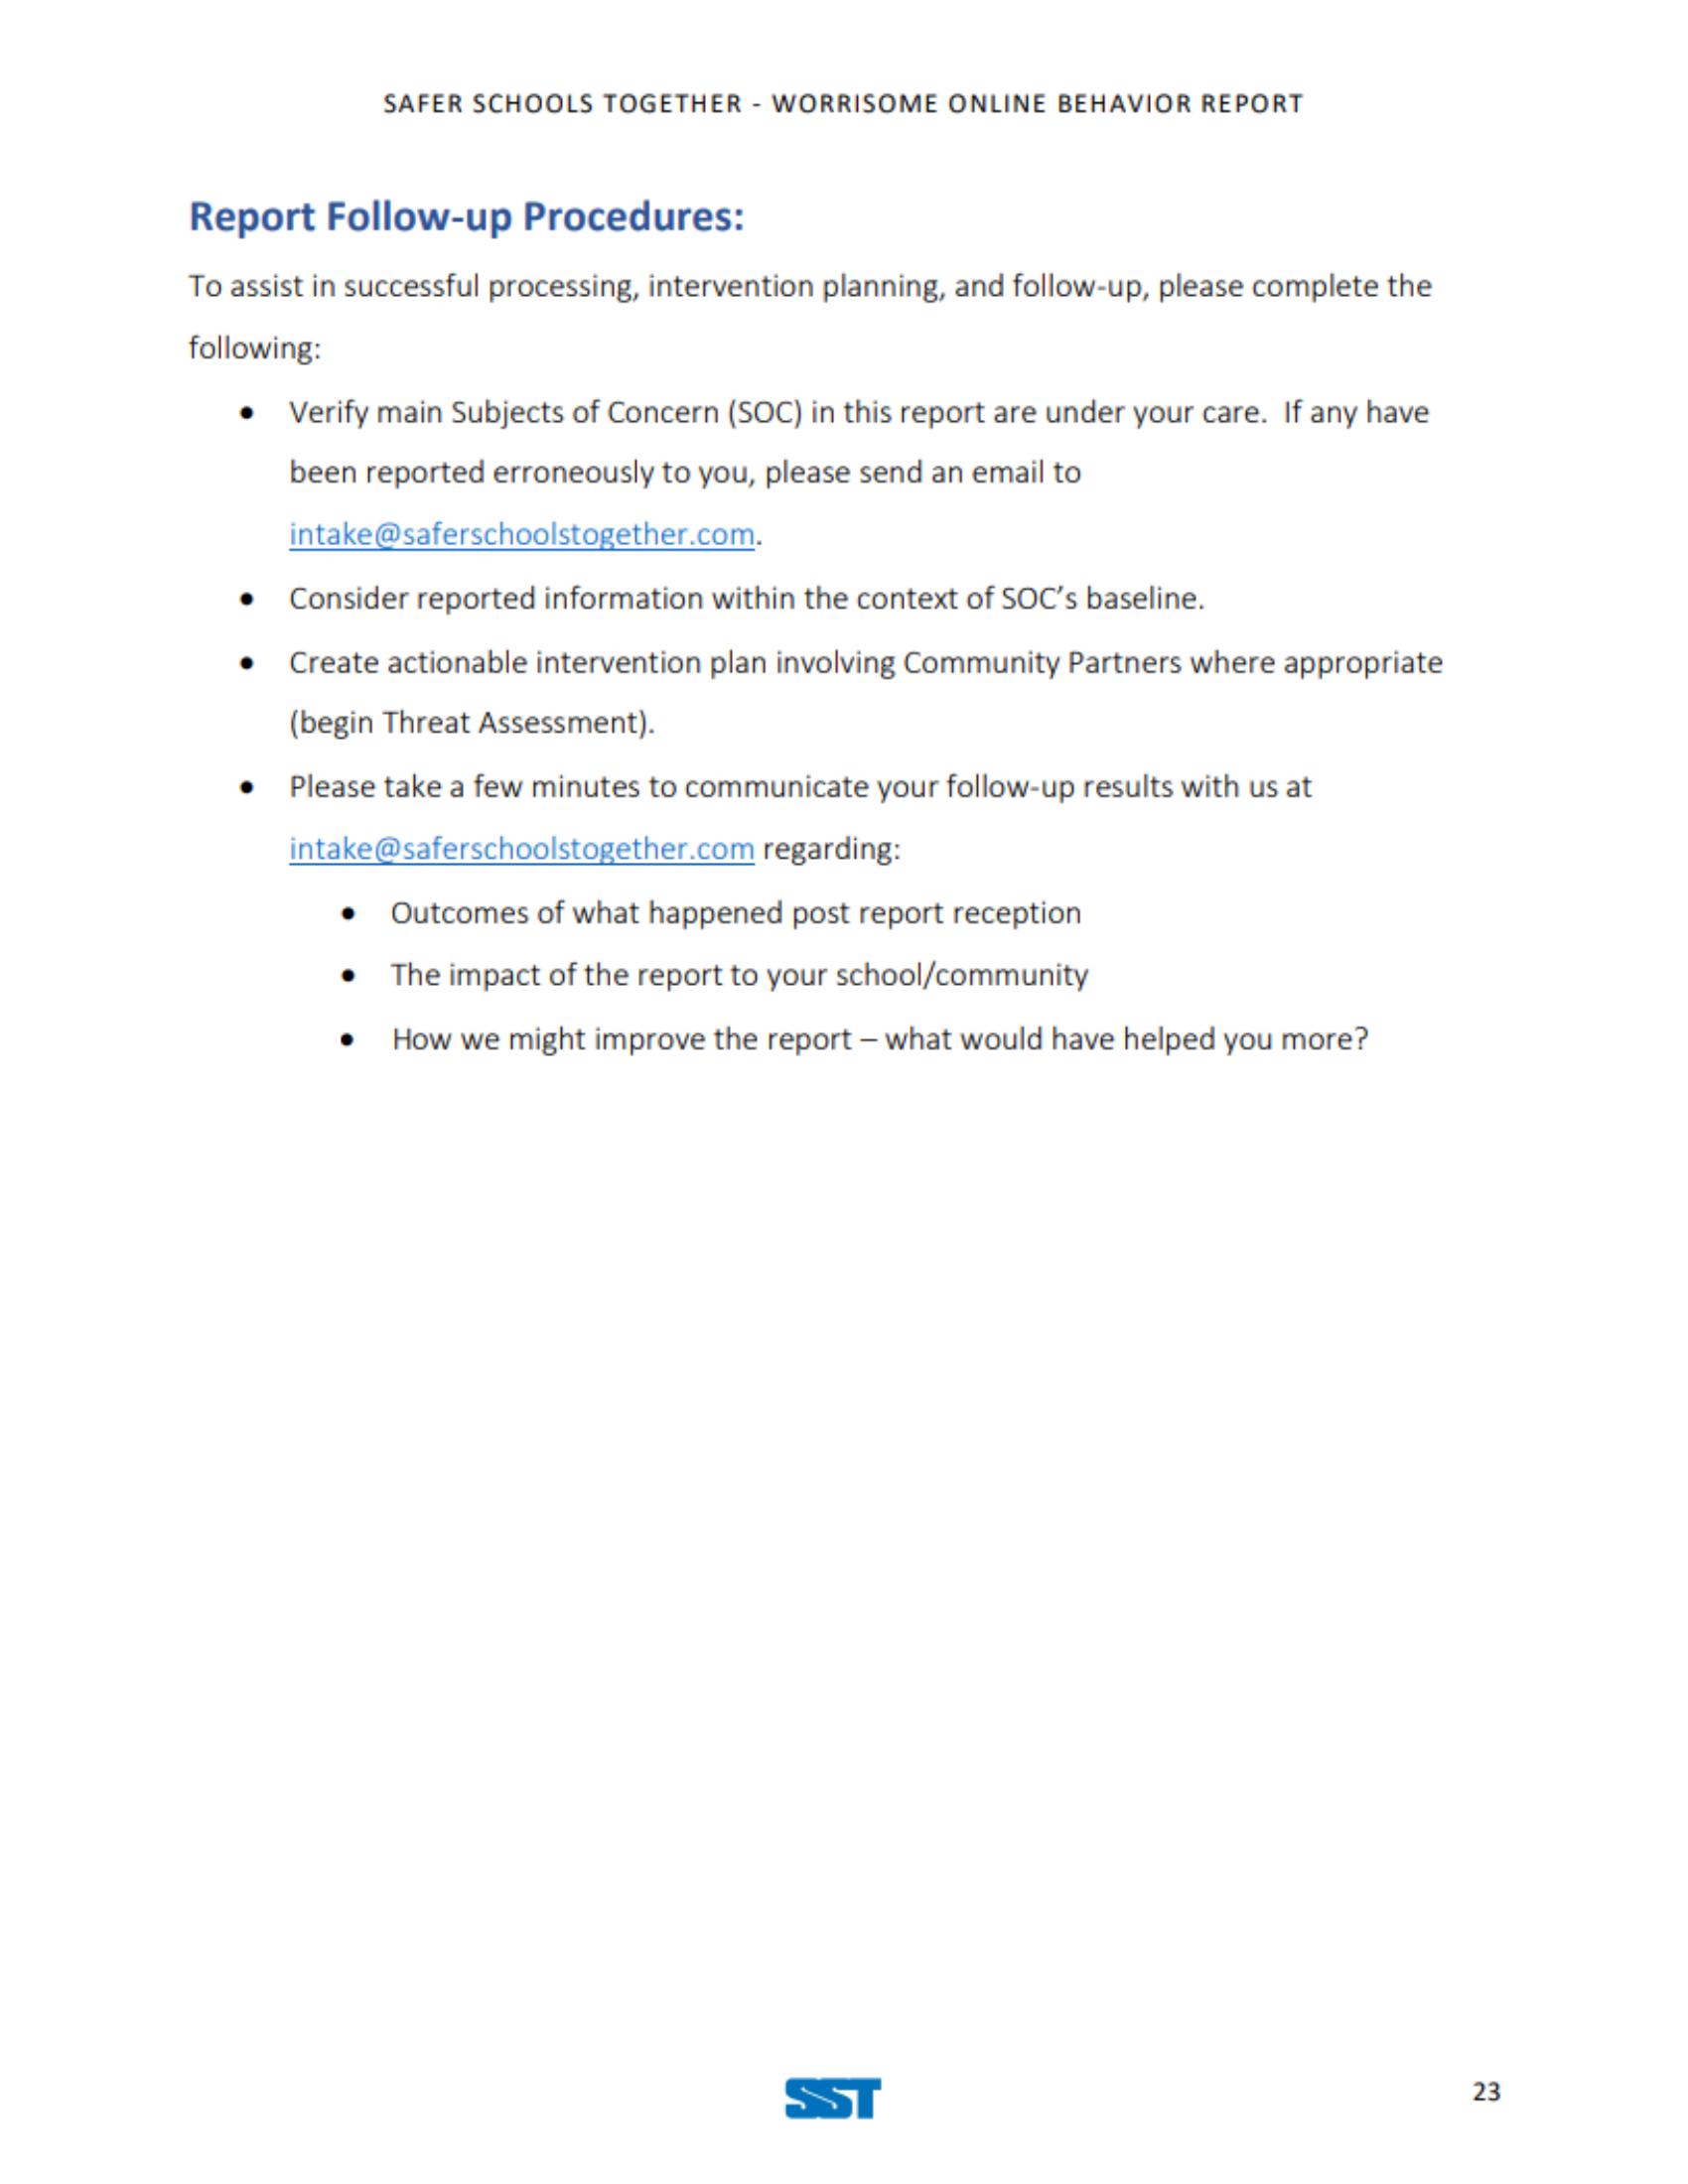 SAFER SCHOOLS TOGETHER - WORRISOME ONLINE BEHAVIOR REPORT
Report Follow-up Procedures:
To assist in successful processing, intervention planning, and follow-up, please complete the
following:
• Verify main Subjects of Concern (SOC) in this report are under your care.  If any have
been reported erroneously to you, please send an email to
intake@saferschoolstogether.com.
• Consider reported information within the context of SOC’s baseline.
• Create actionable intervention plan involving Community Partners where appropriate
(begin Threat Assessment).
• Please take a few minutes to communicate your follow-up results with us at
intake@saferschoolstogether.com regarding:
• Outcomes of what happened post report reception
• The impact of the report to your school/community
• How we might improve the report – what would have helped you more?
SST
23